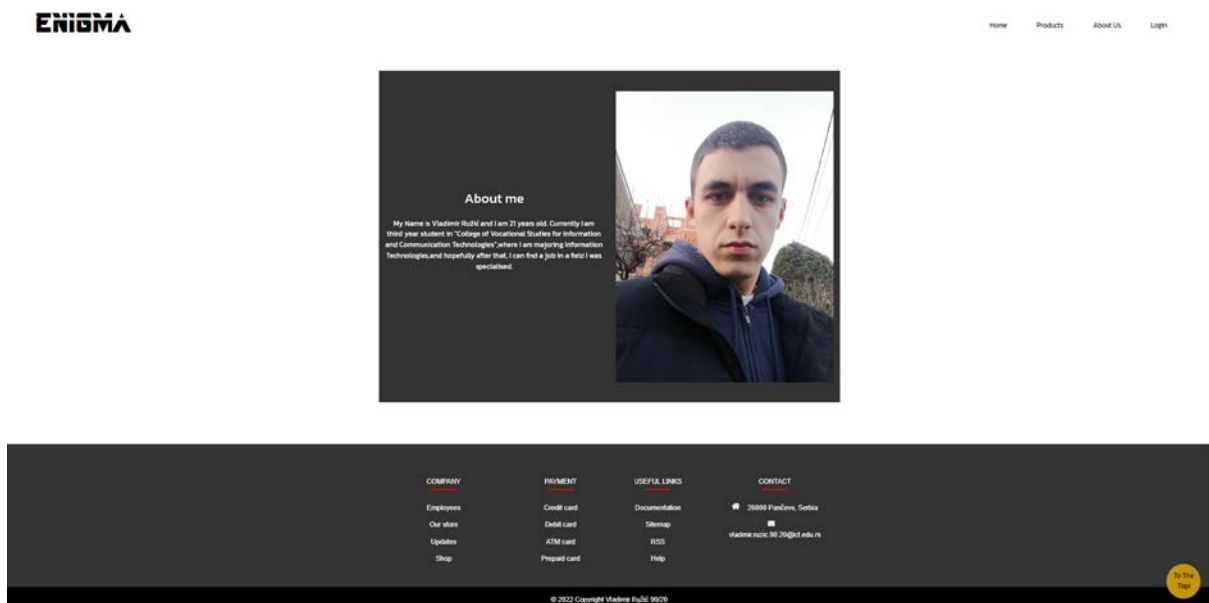 ENIGMA
Home Products About Us Login
About me
My Name is Vladimir Ružić and I am 21 years old. Currently I am
third year student in "College of Vocational Studies for Information
and Communication Technologies",where I am majoring Information
Technologies,and hopefully after that, I can find a job in a field I was
specialised.
COMPANY PAYMENT USEFUL LINKS CONTACT
Employees Credit card Documentation 26000 Pančevo, Serbia
Our store Debit card Sitemap
vladimir.ruzic.90.20@ict.edu.rs
Updates ATM card RSS
Shop Prepaid card Help
To The
Top!
© 2022 Copyright Vladimir Ružić 90/20